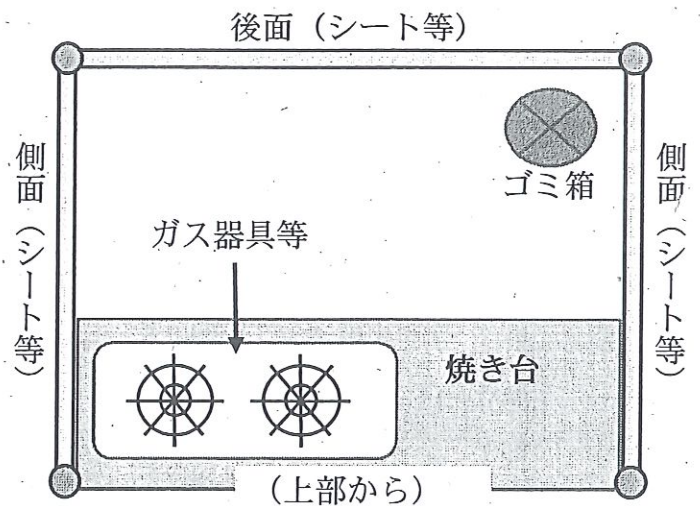 後面（シート等）
側面（シート等）
側面（シート等）
ゴミ箱
ガス器具等
焼き台
（上部から）